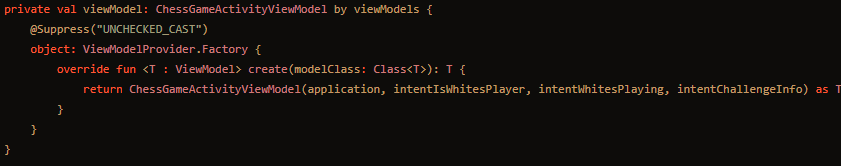 private val viewModel: ChessGameActivityViewModel by viewModels {
    @Suppress("UNCHECKED_CAST")
    object: ViewModelProvider.Factory {
        override fun <T : ViewModel> create(modelClass: Class<T>): T {
            return ChessGameActivityViewModel(application, intentIsWhitesPlayer, intentWhitesPlaying, intentChallengeInfo) as T
        }
    }
}